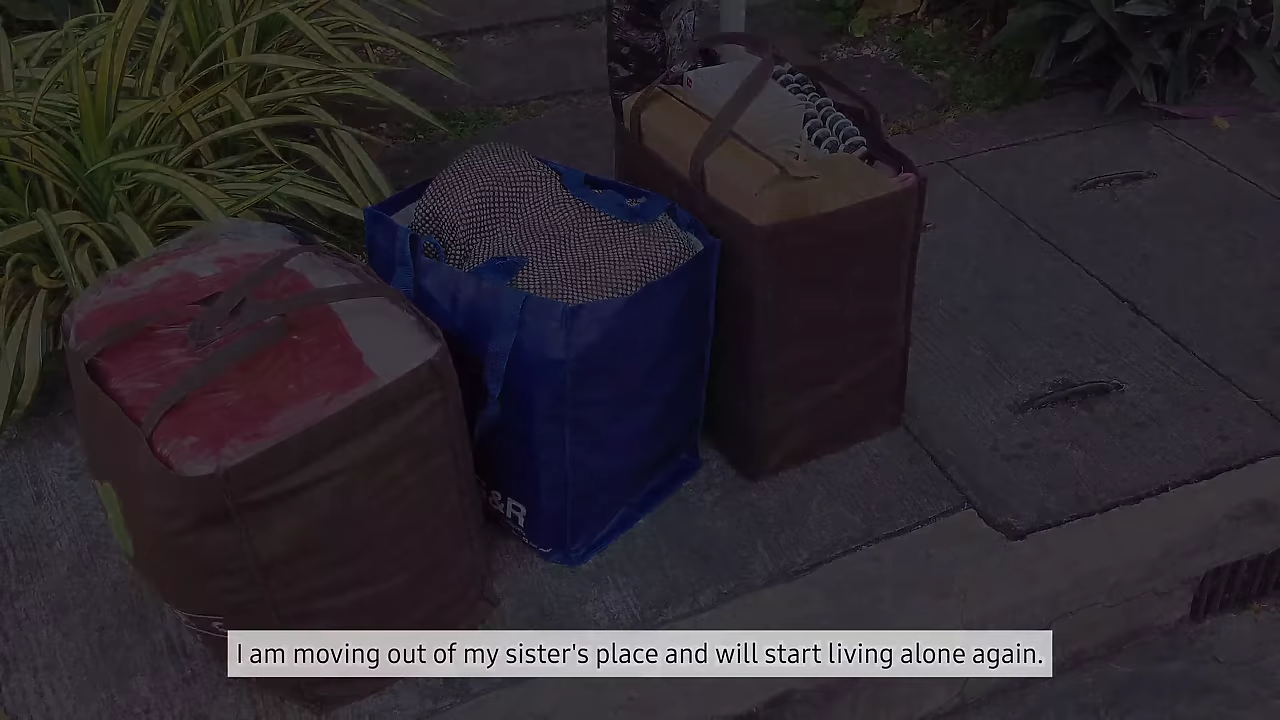 &R
I am moving out of my sister's place and will start living alone again.